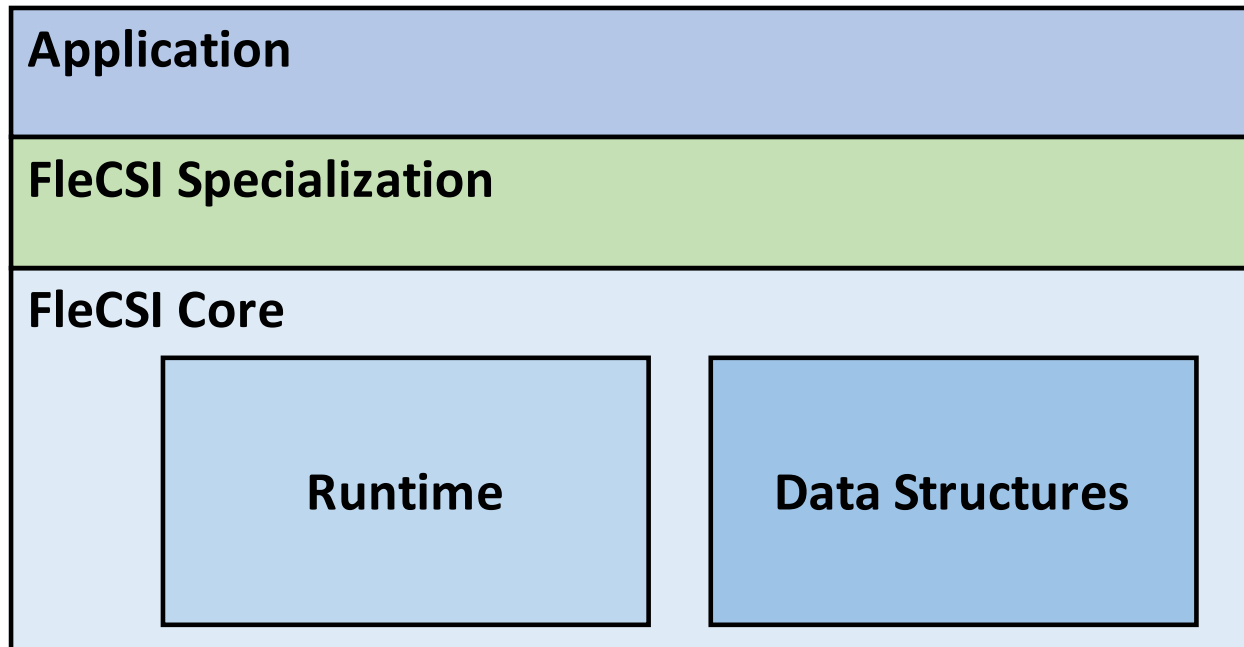 Application
FleCSI Specialization
FleCSI Core
Runtime
Data Structures